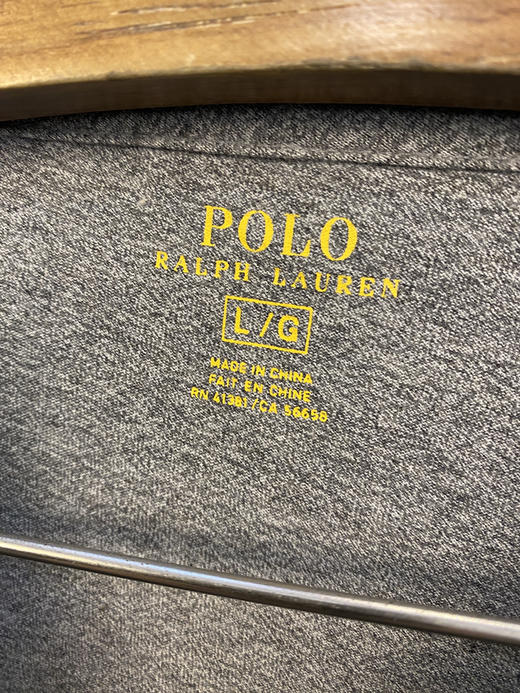 POLO
RALPH LAUREN
L/G
MADE IN CHINA
FAIT EN CHINE
RN 41381/CA 56658